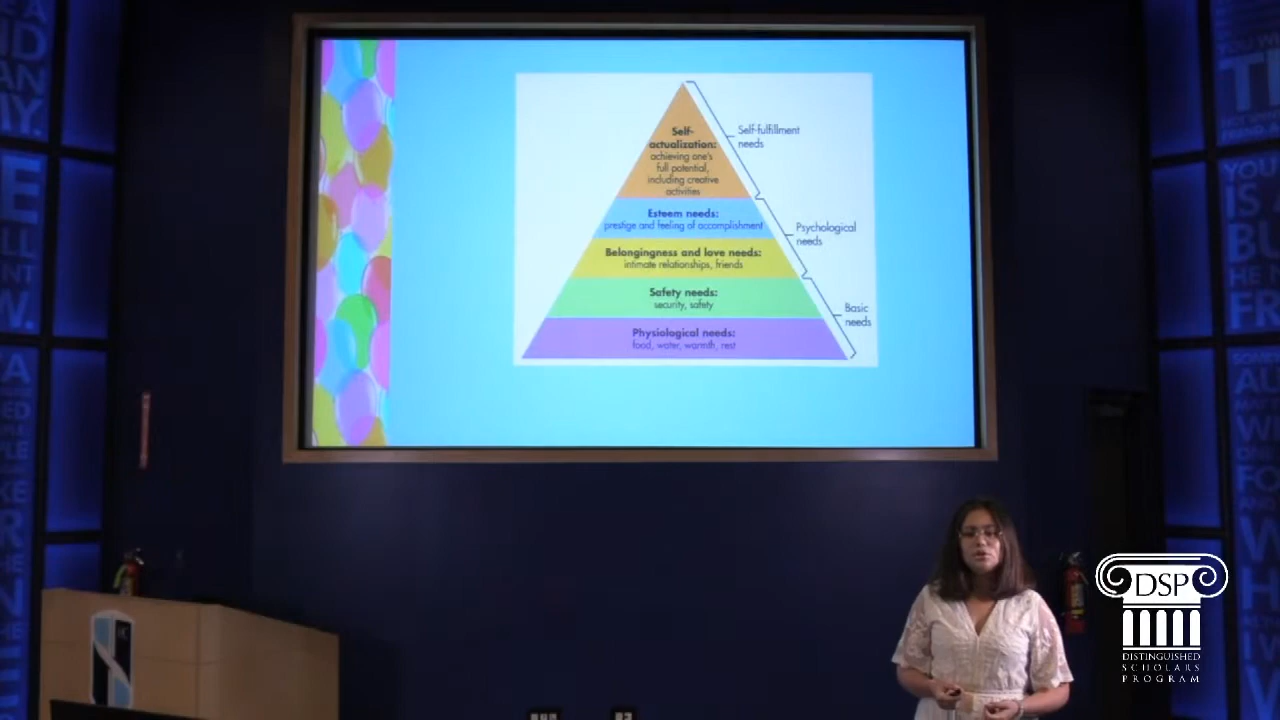 Self-
actualization:
achieving one's
full potential,
including creative
activities
Self-fulfillment
needs
Esteem needs:
prestige and feeling of accomplishment
Psychological
needs
Belongingness and love needs:
intimate relationships, friends
Safety needs:
security, safety
Basic
needs
Physiological needs:
food, water, warmth, rest
DSP
DISTINGUISHED
SCHOLARS
PROGRAM